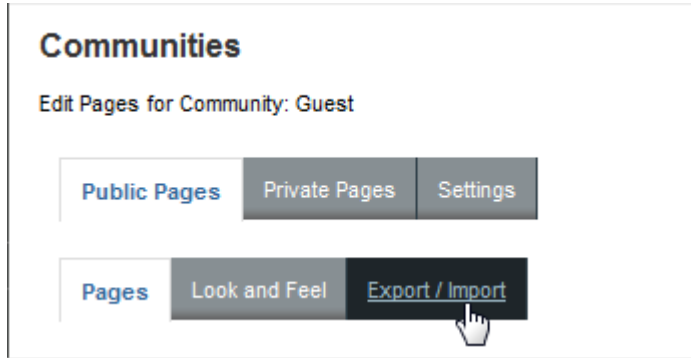 Communities
Edit Pages for Community: Guest
Public Pages Private Pages Settings
Pages Look and Feel Export / Import